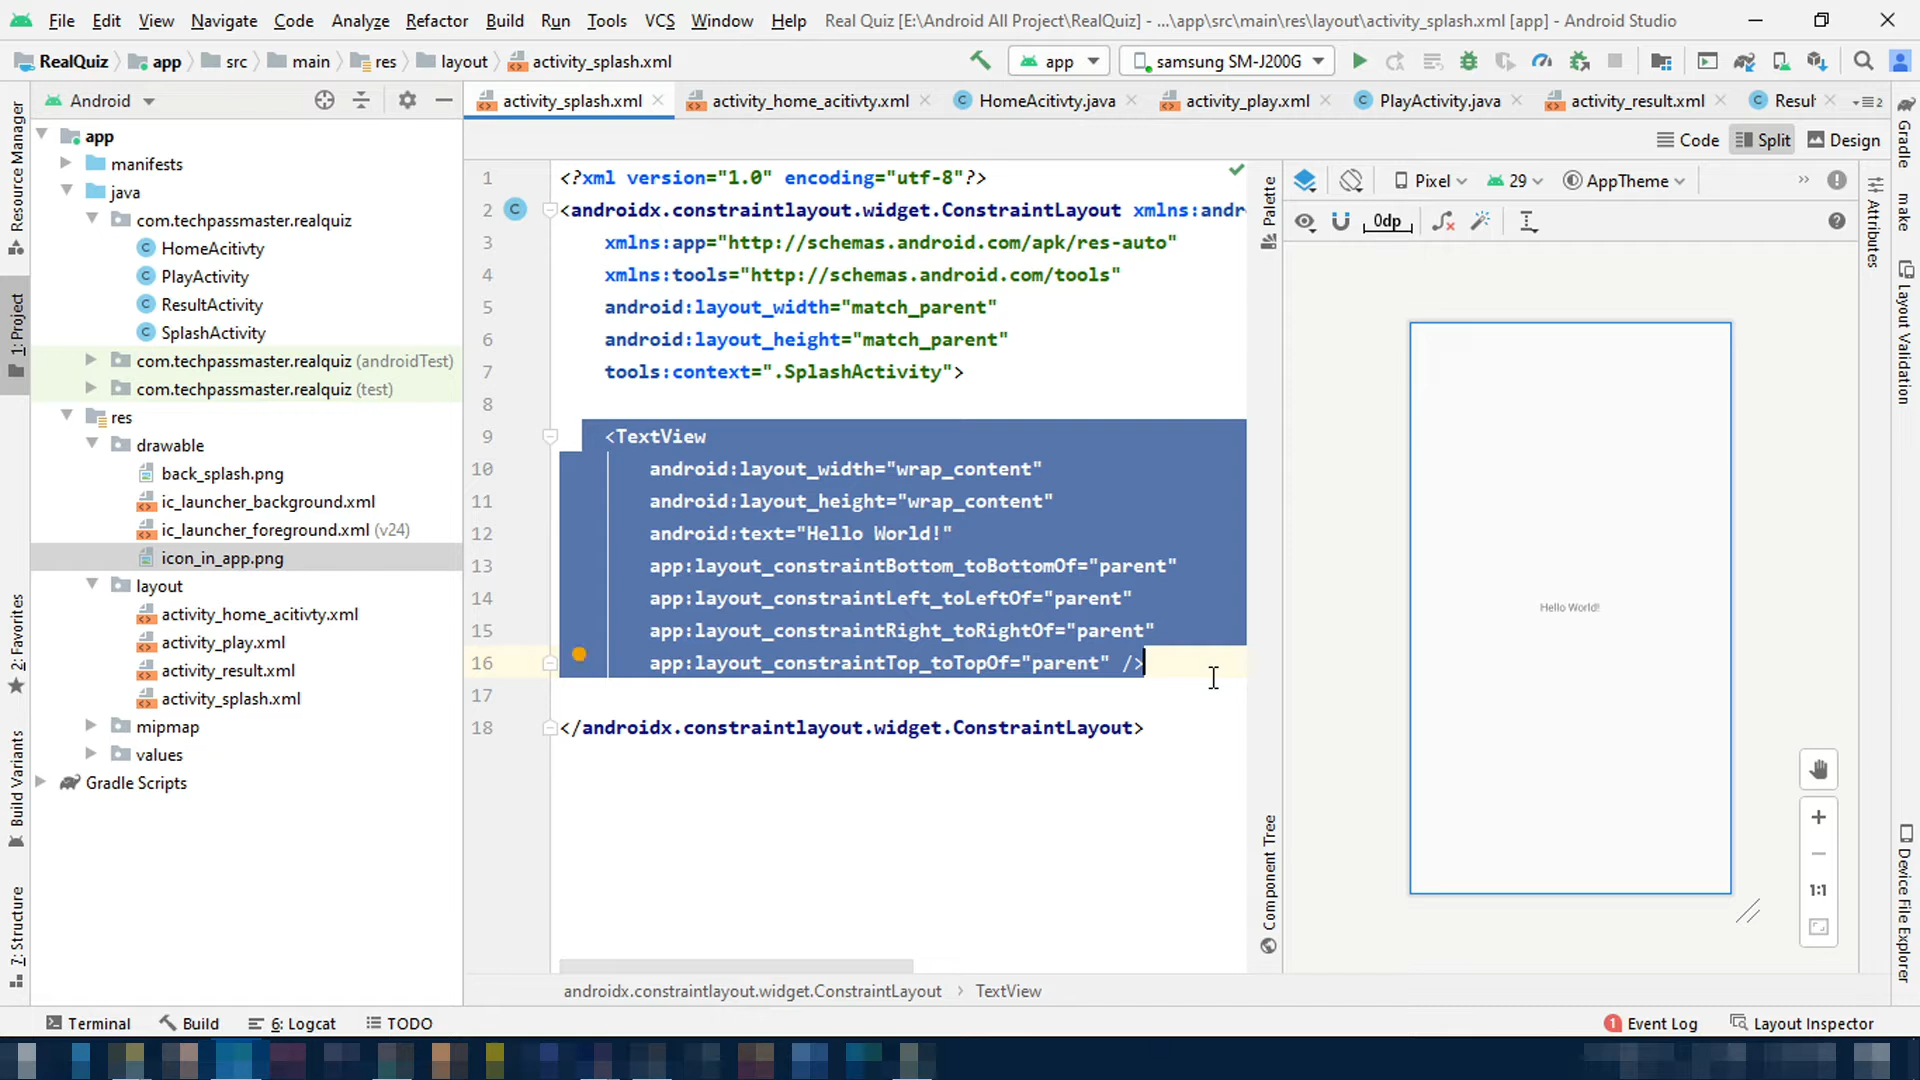 File Edit View Navigate Code Analyze Refactor Build Run Tools VCS Window Help Real Quiz [E:\Android All Project\RealQuiz] - ...\app\src\main\res\layout\activity_splash.xml [app] - Android Studio
RealQuiz app src main res layout activity_splash.xml app samsung SM-J200G
Android activity_splash.xml activity_home_acitivty.xml HomeAcitivty.java activity_play.xml PlayActivity.java activity_result.xml Resul 2
Code Split Design
Resource Manager
1: Project
2: Favorites
Build Variants
7: Structure
app
manifests
java
com.techpassmaster.realquiz
HomeAcitivty
PlayActivity
ResultActivity
SplashActivity
com.techpassmaster.realquiz (androidTest)
com.techpassmaster.realquiz (test)
res
drawable
back_splash.png
ic_launcher_background.xml
ic_launcher_foreground.xml (v24)
icon_in_app.png
layout
activity_home_acitivty.xml
activity_play.xml
activity_result.xml
activity_splash.xml
mipmap
values
Gradle Scripts
1 <?xml version="1.0" encoding="utf-8"?>
2 <androidx.constraintlayout.widget.ConstraintLayout xmlns:andr
3 xmlns:app="http://schemas.android.com/apk/res-auto"
4 xmlns:tools="http://schemas.android.com/tools"
5 android:layout_width="match_parent"
6 android:layout_height="match_parent"
7 tools:context=".SplashActivity">
8
9 <TextView
10 android:layout_width="wrap_content"
11 android:layout_height="wrap_content"
12 android:text="Hello World!"
13 app:layout_constraintBottom_toBottomOf="parent"
14 app:layout_constraintLeft_toLeftOf="parent"
15 app:layout_constraintRight_toRightOf="parent"
16 app:layout_constraintTop_toTopOf="parent" />
17
18 </androidx.constraintlayout.widget.ConstraintLayout>
androidx.constraintlayout.widget.ConstraintLayout › TextView
Palette
Component Tree
Pixel 29 AppTheme
0dp
Hello World!
1:1
Attributes
Gradle
make
Layout Validation
Device File Explorer
Terminal Build 6: Logcat TODO 1 Event Log Layout Inspector